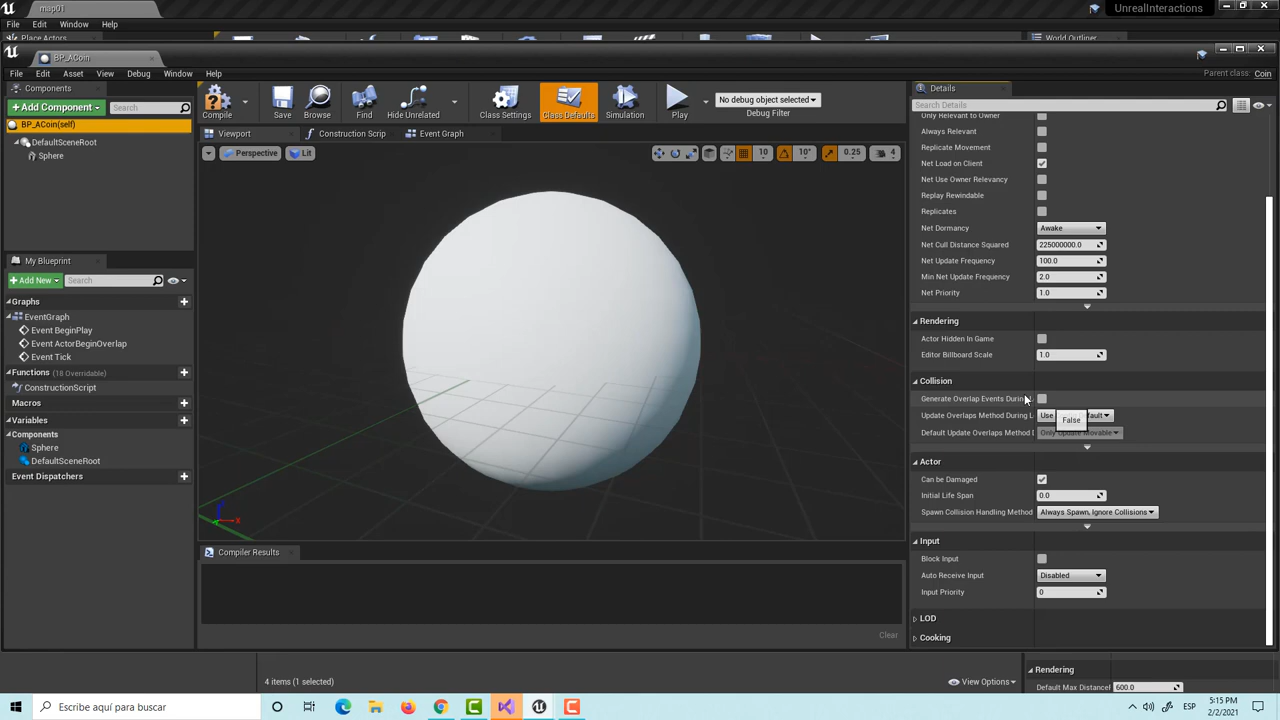 map01
UnrealInteractions
File Edit Window Help
Place Actors
World Outliner
BP_ACoin
File Edit Asset View Debug Window Help
Parent class: Coin
Components
+Add Component
Search
BP_ACoin(self)
DefaultSceneRoot
Sphere
My Blueprint
+Add New
Search
Graphs
EventGraph
Event BeginPlay
Event ActorBeginOverlap
Event Tick
Functions (18 Overridable)
ConstructionScript
Macros
Variables
Components
Sphere
DefaultSceneRoot
Event Dispatchers
Compile
Save
Browse
Find
Hide Unrelated
Class Settings
Class Defaults
Simulation
Play
No debug object selected
Debug Filter
Viewport
Construction Scrip
Event Graph
Perspective
Lit
10
10°
0.25
4
X
Compiler Results
Clear
Details
Search Details
Only Relevant to Owner
Always Relevant
Replicate Movement
Net Load on Client
Net Use Owner Relevancy
Replay Rewindable
Replicates
Net Dormancy Awake
Net Cull Distance Squared 225000000.0
Net Update Frequency 100.0
Min Net Update Frequency 2.0
Net Priority 1.0
Rendering
Actor Hidden In Game
Editor Billboard Scale 1.0
Collision
Generate Overlap Events During L
Update Overlaps Method During L Use fault
False
Default Update Overlaps Method Only Update Movable
Actor
Can be Damaged
Initial Life Span 0.0
Spawn Collision Handling Method Always Spawn, Ignore Collisions
Input
Block Input
Auto Receive Input Disabled
Input Priority 0
LOD
Cooking
4 items (1 selected)
View Options
Rendering
Default Max Distance 600.0
Escribe aquí para buscar
ESP
5:15 PM
2/2/2021